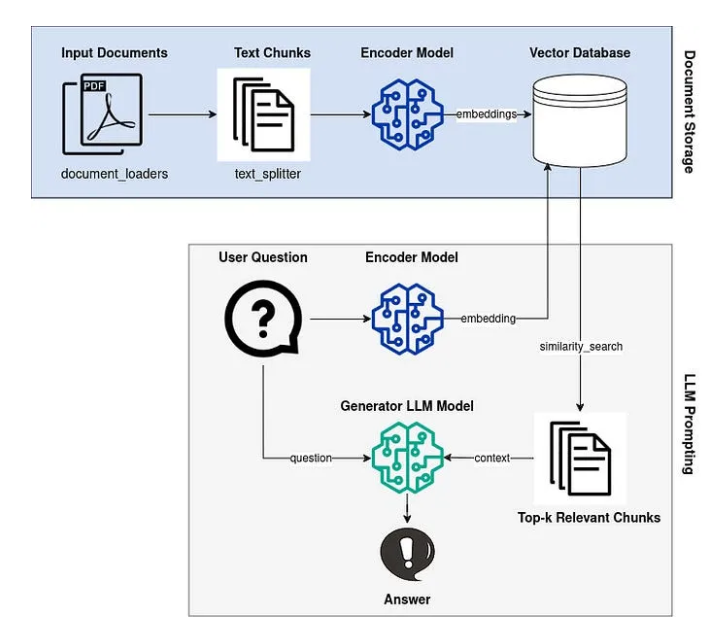 Input Documents
Text Chunks
Encoder Model
Vector Database
PDF
embeddings
document_loaders
text_splitter
Document Storage
User Question
Encoder Model
?
embedding
similarity_search
Generator LLM Model
question
context
Top-k Relevant Chunks
!
Answer
LLM Prompting